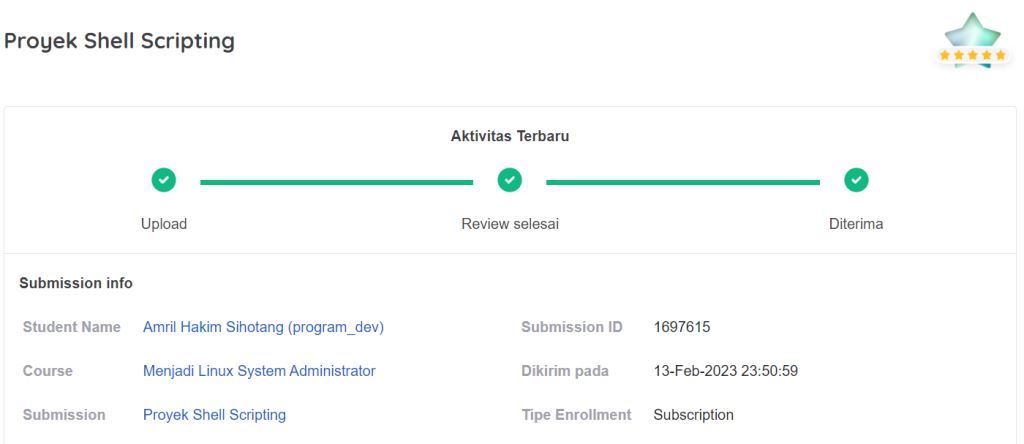 Proyek Shell Scripting
Aktivitas Terbaru
Upload Review selesai Diterima
Submission info
Student Name Amril Hakim Sihotang (program_dev) Submission ID 1697615
Course Menjadi Linux System Administrator Dikirim pada 13-Feb-2023 23:50:59
Submission Proyek Shell Scripting Tipe Enrollment Subscription